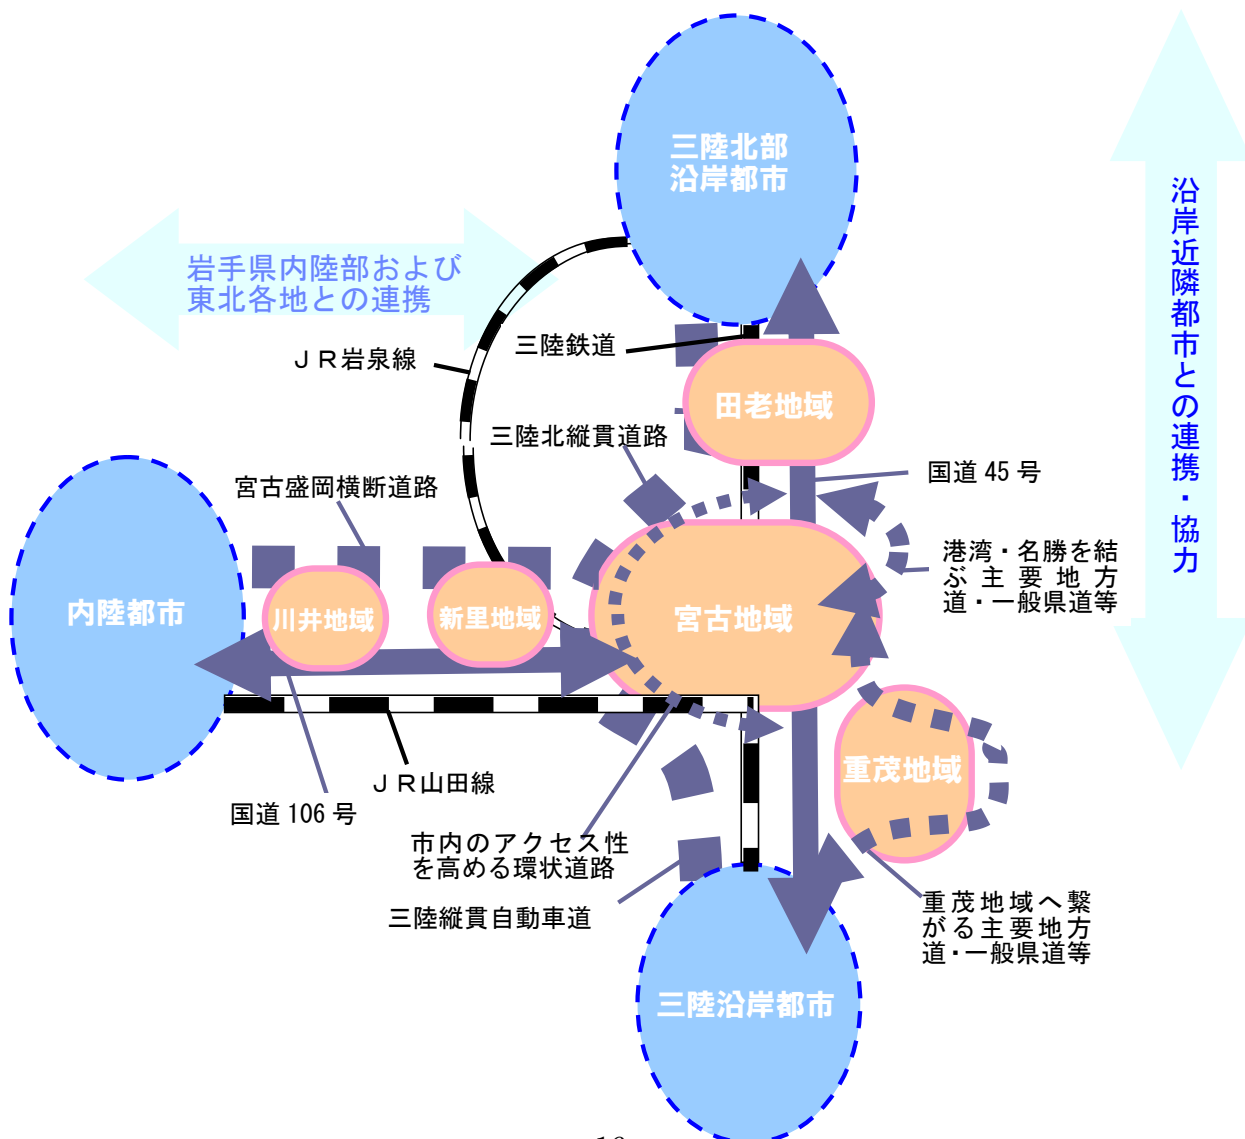 三陸北部
沿岸都市
沿岸近隣都市との連携・協力
岩手県内陸部および
東北各地との連携
ＪＲ岩泉線
三陸鉄道
田老地域
三陸北縦貫道路
国道 45 号
宮古盛岡横断道路
港湾・名勝を結
ぶ主要地方
道・一般県道等
内陸都市
川井地域
新里地域
宮古地域
重茂地域
ＪＲ山田線
国道 106 号
市内のアクセス性
を高める環状道路
三陸縦貫自動車道
重茂地域へ繋
がる主要地方
道・一般県道等
三陸沿岸都市